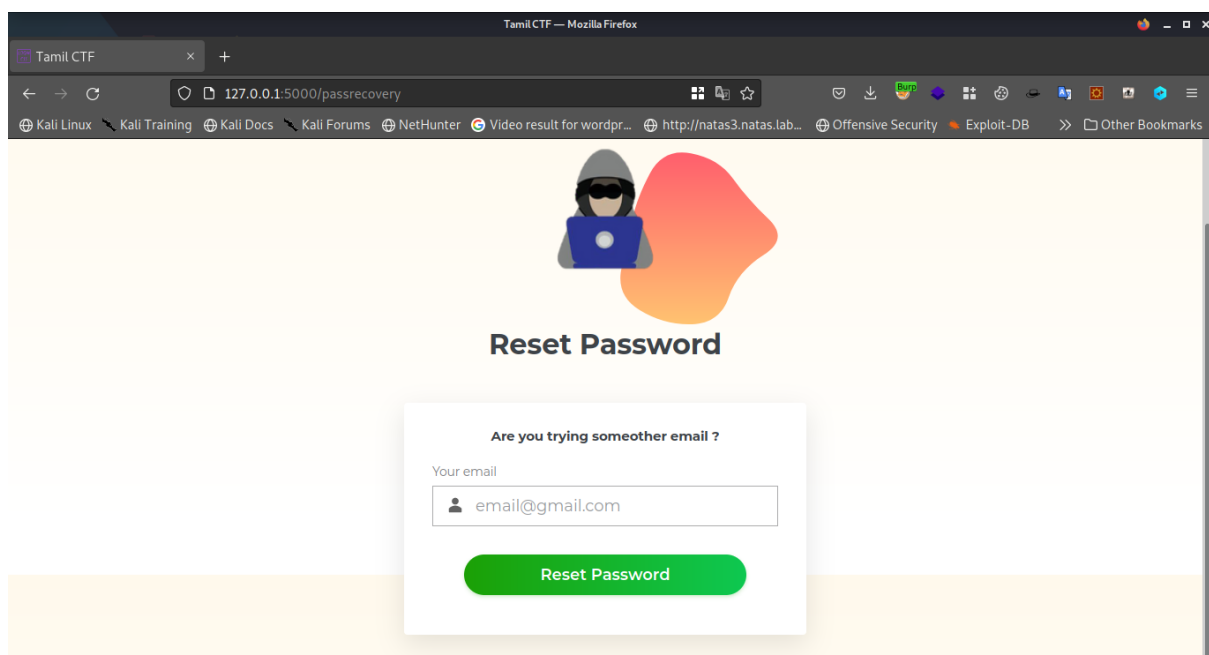 Tamil CTF — Mozilla Firefox
Tamil CTF
127.0.0.1:5000/passrecovery
Burp
Kali Linux Kali Training Kali Docs Kali Forums NetHunter Video result for wordpr... http://natas3.natas.lab... Offensive Security Exploit-DB Other Bookmarks
Reset Password
Are you trying someother email ?
Your email
email@gmail.com
Reset Password